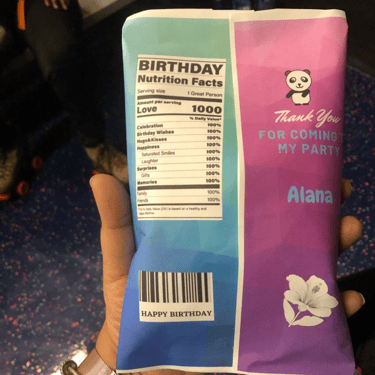 BIRTHDAY
Nutrition Facts
Serving size 1 Great Person
Amount per serving
Love 1000
% Daily Value*
Celebration 100%
Birthday Wishes 100%
Hugs&Kisses 100%
Happiness 100%
Saturated Smiles 100%
Laughter 100%
Surprises 100%
Gifts 100%
Memories 100%
Family 100%
Friends 100%
HAPPY BIRTHDAY
Thank You
FOR COMING
MY PARTY
Alana